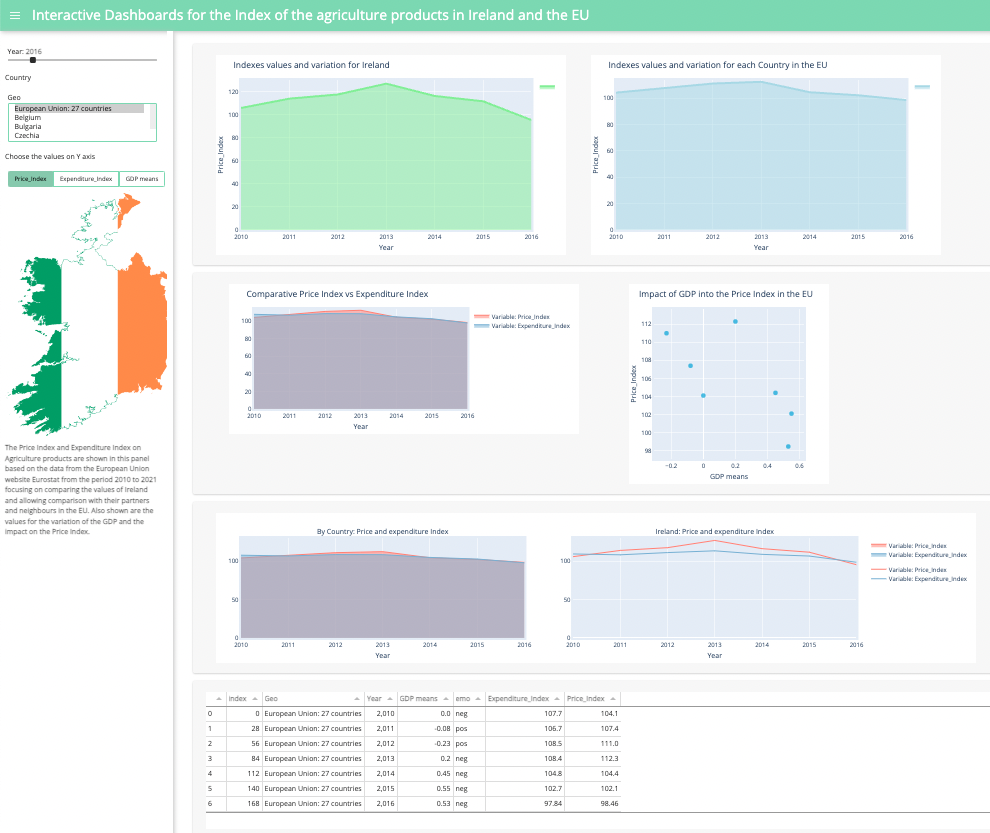 Interactive Dashboards for the Index of the agriculture products in Ireland and the EU
Year: 2016
Country
Geo
European Union: 27 countries
Belgium
Bulgaria
Czechia
Choose the values on Y axis
Price_Index Expenditure_Index GDP means
The Price Index and Expenditure Index on
Agriculture products are shown in this panel
based on the data from the European Union
website Eurostat from the period 2010 to 2021
focusing on comparing the values of Ireland
and allowing comparison with their partners
and neighbours in the EU. Also shown are the
values for the variation of the GDP and the
impact on the Price Index.
Indexes values and variation for Ireland
120
100
80
60
40
20
0
Price_Index
2010 2011 2012 2013 2014 2015 2016
Year
Indexes values and variation for each Country in the EU
100
80
60
40
20
0
Price_Index
2010 2011 2012 2013 2014 2015 2016
Year
Comparative Price Index vs Expenditure Index
100
80
60
40
20
0
2010 2011 2012 2013 2014 2015 2016
Year
Variable: Price_Index
Variable: Expenditure_Index
Impact of GDP into the Price Index in the EU
112
110
108
106
104
102
100
98
Price_Index
−0.2 0 0.2 0.4 0.6
GDP means
By Country: Price and expenditure Index
100
50
0
2010 2011 2012 2013 2014 2015 2016
Year
Ireland: Price and expenditure Index
100
50
0
2010 2011 2012 2013 2014 2015 2016
Year
Variable: Price_Index
Variable: Expenditure_Index
Variable: Price_Index
Variable: Expenditure_Index
index Geo Year GDP means emo Expenditure_Index Price_Index
0 0 European Union: 27 countries 2,010 0.0 neg 107.7 104.1
1 28 European Union: 27 countries 2,011 -0.08 pos 106.7 107.4
2 56 European Union: 27 countries 2,012 -0.23 pos 108.5 111.0
3 84 European Union: 27 countries 2,013 0.2 neg 108.4 112.3
4 112 European Union: 27 countries 2,014 0.45 neg 104.8 104.4
5 140 European Union: 27 countries 2,015 0.55 neg 102.7 102.1
6 168 European Union: 27 countries 2,016 0.53 neg 97.84 98.46